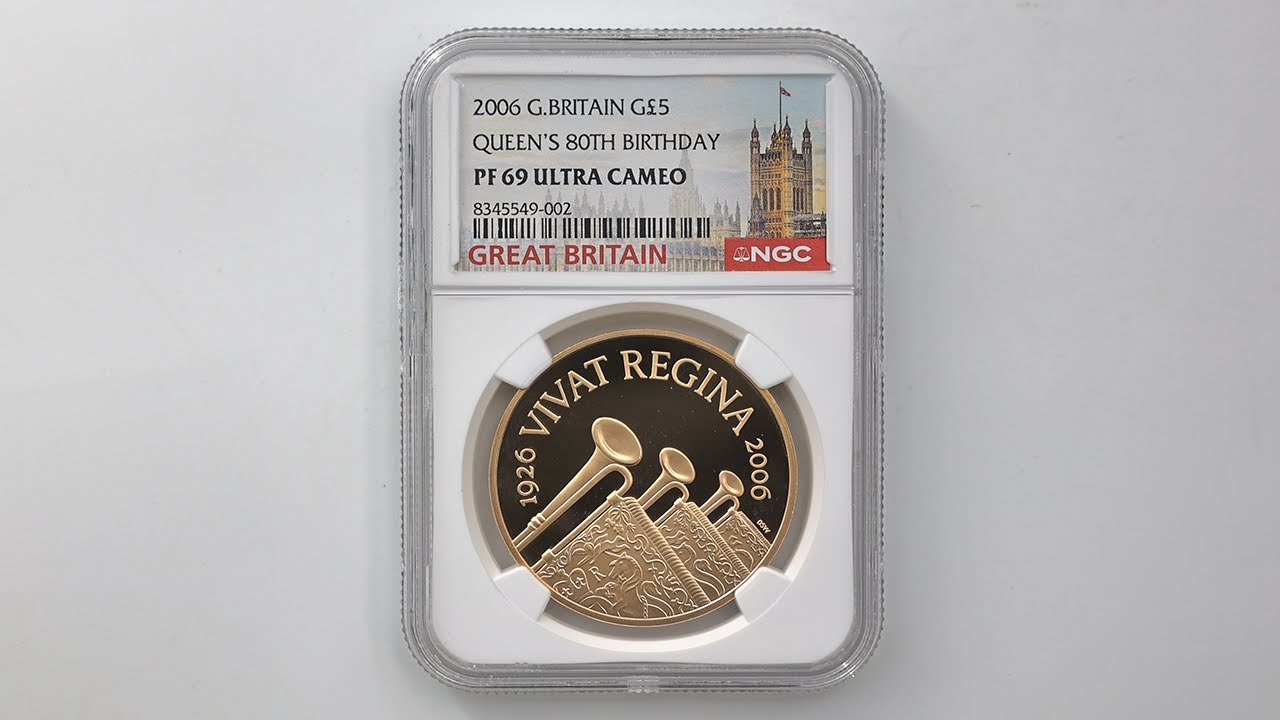 2006 G.BRITAIN G£5
QUEEN'S 80TH BIRTHDAY
PF 69 ULTRA CAMEO
8345549-002
GREAT BRITAIN
NGC
1926 VIVAT REGINA 2006